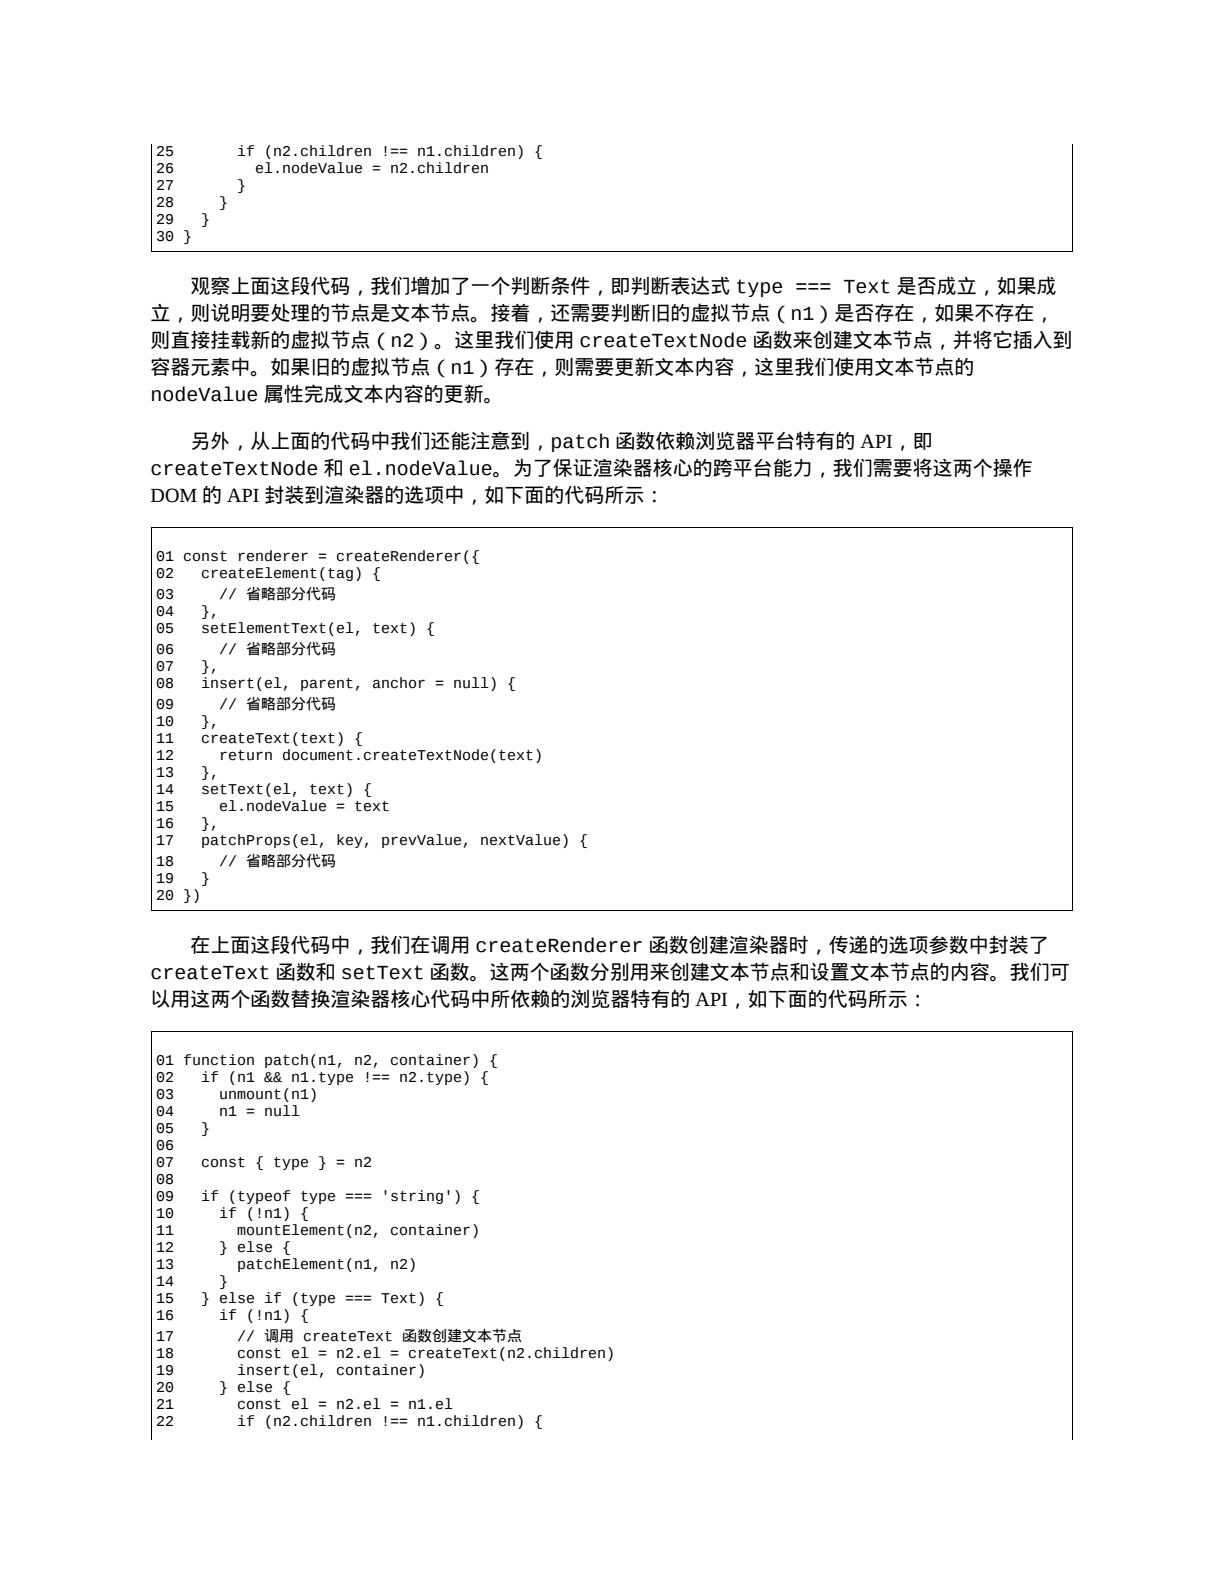 25       if (n2.children !== n1.children) {
26         el.nodeValue = n2.children
27       }
28     }
29   }
30 }
观察上面这段代码，我们增加了一个判断条件，即判断表达式 type === Text 是否成立，如果成
立，则说明要处理的节点是文本节点。接着，还需要判断旧的虚拟节点（n1）是否存在，如果不存在，
则直接挂载新的虚拟节点（n2）。这里我们使用 createTextNode 函数来创建文本节点，并将它插入到
容器元素中。如果旧的虚拟节点（n1）存在，则需要更新文本内容，这里我们使用文本节点的
nodeValue 属性完成文本内容的更新。
另外，从上面的代码中我们还能注意到，patch 函数依赖浏览器平台特有的 API，即
createTextNode 和 el.nodeValue。为了保证渲染器核心的跨平台能力，我们需要将这两个操作
DOM 的 API 封装到渲染器的选项中，如下面的代码所示：
01 const renderer = createRenderer({
02   createElement(tag) {
03     // 省略部分代码
04   },
05   setElementText(el, text) {
06     // 省略部分代码
07   },
08   insert(el, parent, anchor = null) {
09     // 省略部分代码
10   },
11   createText(text) {
12     return document.createTextNode(text)
13   },
14   setText(el, text) {
15     el.nodeValue = text
16   },
17   patchProps(el, key, prevValue, nextValue) {
18     // 省略部分代码
19   }
20 })
在上面这段代码中，我们在调用 createRenderer 函数创建渲染器时，传递的选项参数中封装了
createText 函数和 setText 函数。这两个函数分别用来创建文本节点和设置文本节点的内容。我们可
以用这两个函数替换渲染器核心代码中所依赖的浏览器特有的 API，如下面的代码所示：
01 function patch(n1, n2, container) {
02   if (n1 && n1.type !== n2.type) {
03     unmount(n1)
04     n1 = null
05   }
06
07   const { type } = n2
08
09   if (typeof type === 'string') {
10     if (!n1) {
11       mountElement(n2, container)
12     } else {
13       patchElement(n1, n2)
14     }
15   } else if (type === Text) {
16     if (!n1) {
17       // 调用 createText 函数创建文本节点
18       const el = n2.el = createText(n2.children)
19       insert(el, container)
20     } else {
21       const el = n2.el = n1.el
22       if (n2.children !== n1.children) {